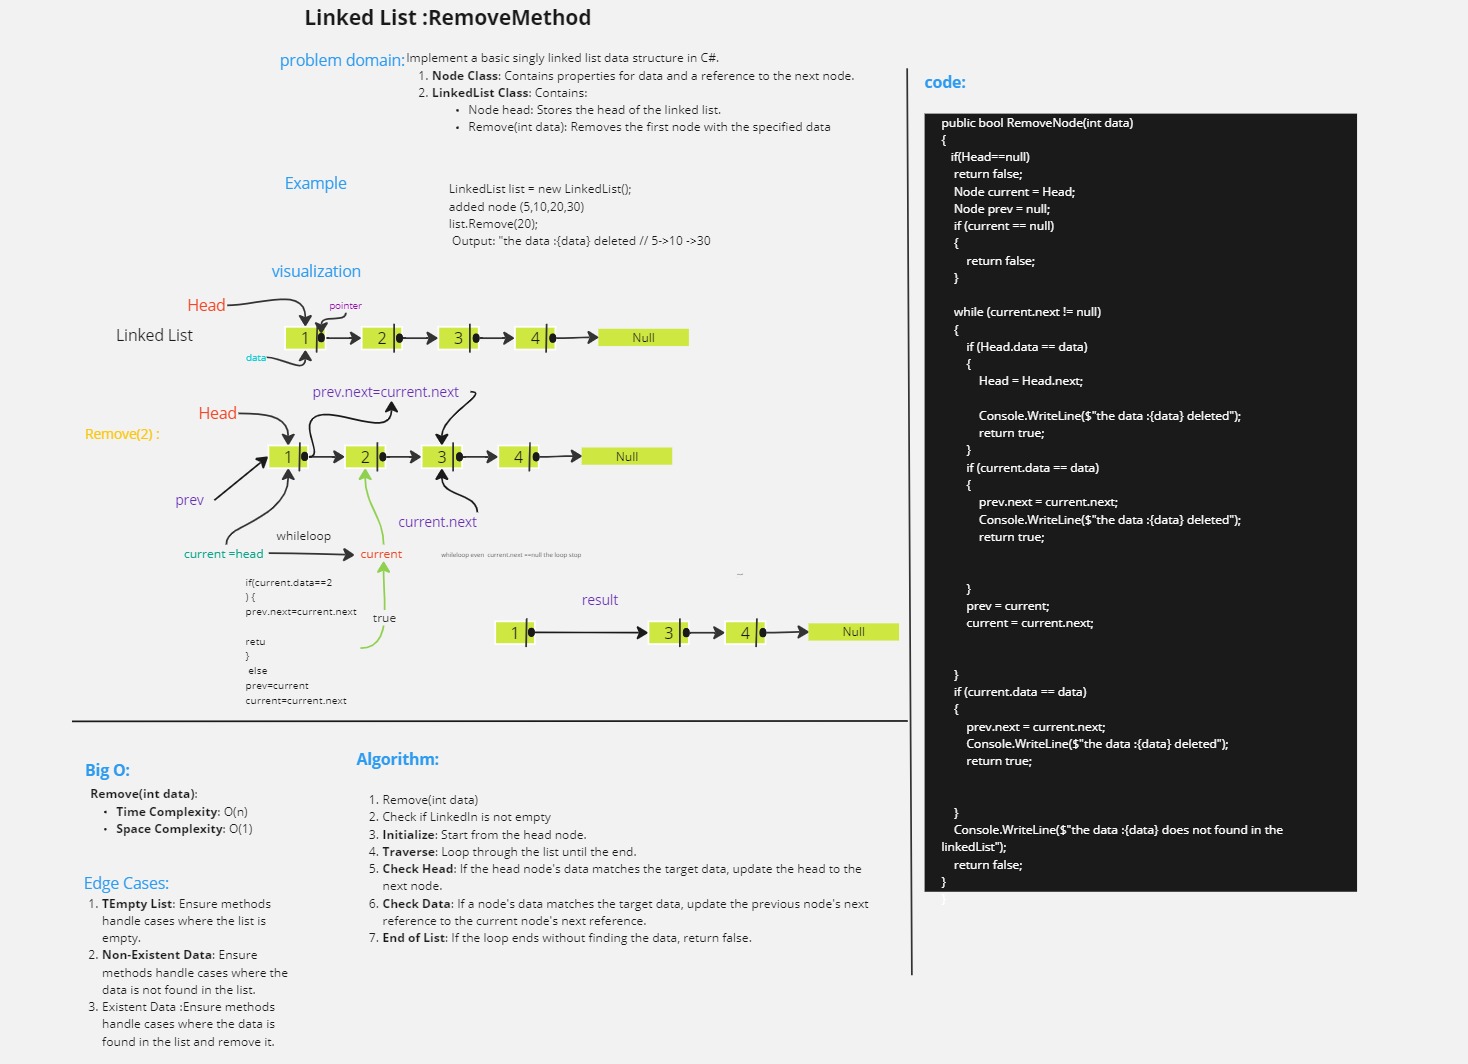 Linked List :RemoveMethod
problem domain:
Implement a basic singly linked list data structure in C#.
1. Node Class: Contains properties for data and a reference to the next node.
2. LinkedList Class: Contains:
• Node head: Stores the head of the linked list.
• Remove(int data): Removes the first node with the specified data
Example
LinkedList list = new LinkedList();
added node (5,10,20,30)
list.Remove(20);
Output: "the data :{data} deleted // 5->10 ->30
visualization
Head
pointer
Linked List
1 2 3 4 Null
data
prev.next=current.next
Head
Remove(2) :
1 2 3 4 Null
prev
current.next
whileloop
current =head
current
whileloop even current.next ==null the loop stop
if(current.data==2
) {
prev.next=current.next
true
retu
}
else
prev=current
current=current.next
result
1 3 4 Null
Big O:
Remove(int data):
• Time Complexity: O(n)
• Space Complexity: O(1)
Edge Cases:
1. TEmpty List: Ensure methods
handle cases where the list is
empty.
2. Non-Existent Data: Ensure
methods handle cases where the
data is not found in the list.
3. Existent Data :Ensure methods
handle cases where the data is
found in the list and remove it.
Algorithm:
1. Remove(int data)
2. Check if LinkedIn is not empty
3. Initialize: Start from the head node.
4. Traverse: Loop through the list until the end.
5. Check Head: If the head node's data matches the target data, update the head to the
next node.
6. Check Data: If a node's data matches the target data, update the previous node's next
reference to the current node's next reference.
7. End of List: If the loop ends without finding the data, return false.
code:
public bool RemoveNode(int data)
{
if(Head==null)
return false;
Node current = Head;
Node prev = null;
if (current == null)
{
return false;
}
while (current.next != null)
{
if (Head.data == data)
{
Head = Head.next;
Console.WriteLine($"the data :{data} deleted");
return true;
}
if (current.data == data)
{
prev.next = current.next;
Console.WriteLine($"the data :{data} deleted");
return true;
}
prev = current;
current = current.next;
}
if (current.data == data)
{
prev.next = current.next;
Console.WriteLine($"the data :{data} deleted");
return true;
}
Console.WriteLine($"the data :{data} does not found in the
linkedList");
return false;
}
}